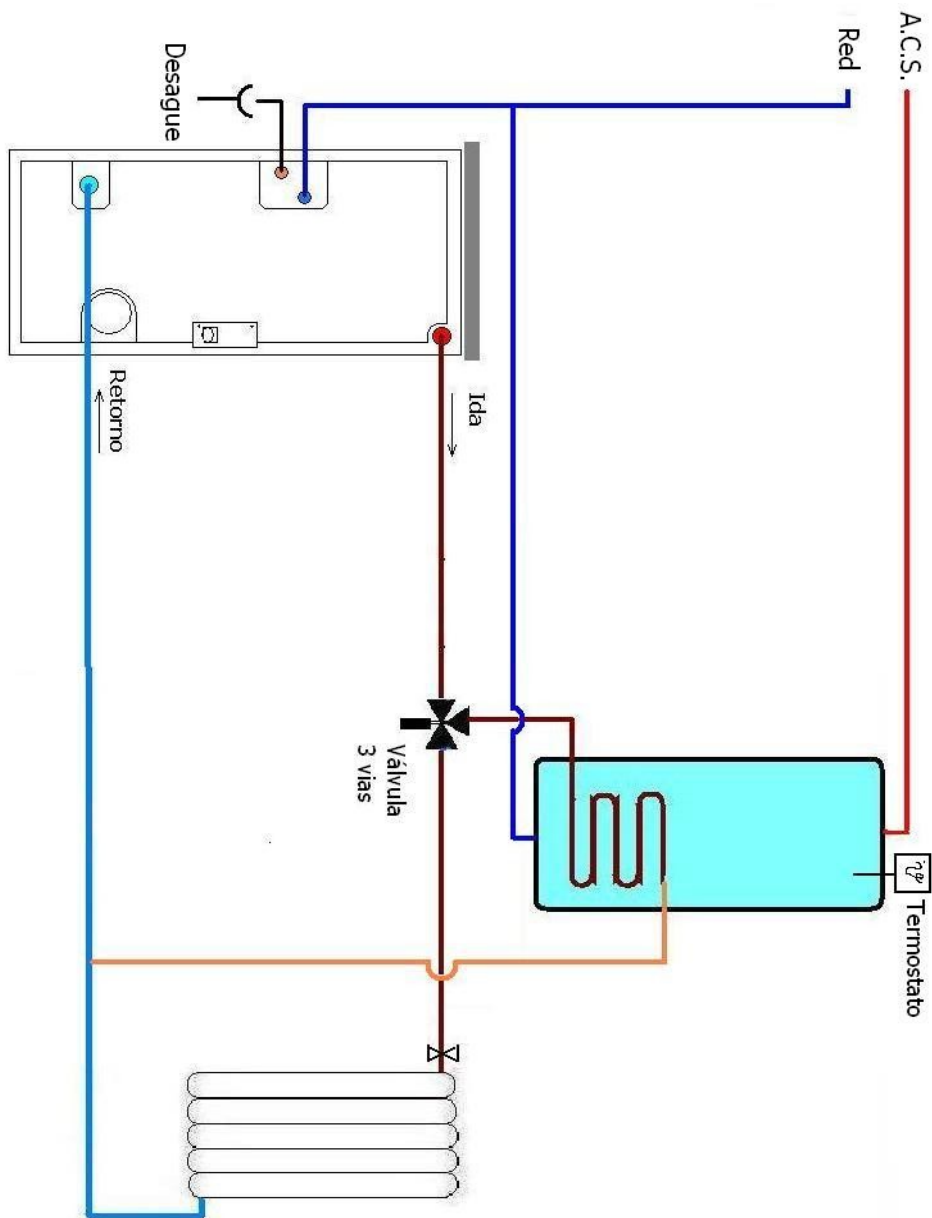 A.C.S.
Red
Desague
Ida
Retorno
Válvula
3 vias
Termostato